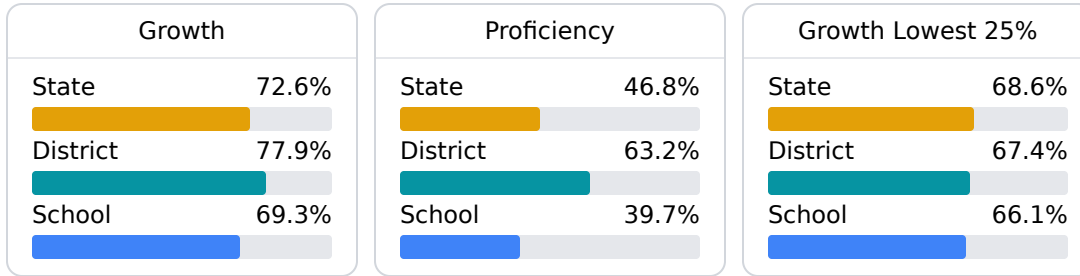 Growth
State 72.6%
District 77.9%
School 69.3%
Proficiency
State 46.8%
District 63.2%
School 39.7%
Growth Lowest 25%
State 68.6%
District 67.4%
School 66.1%